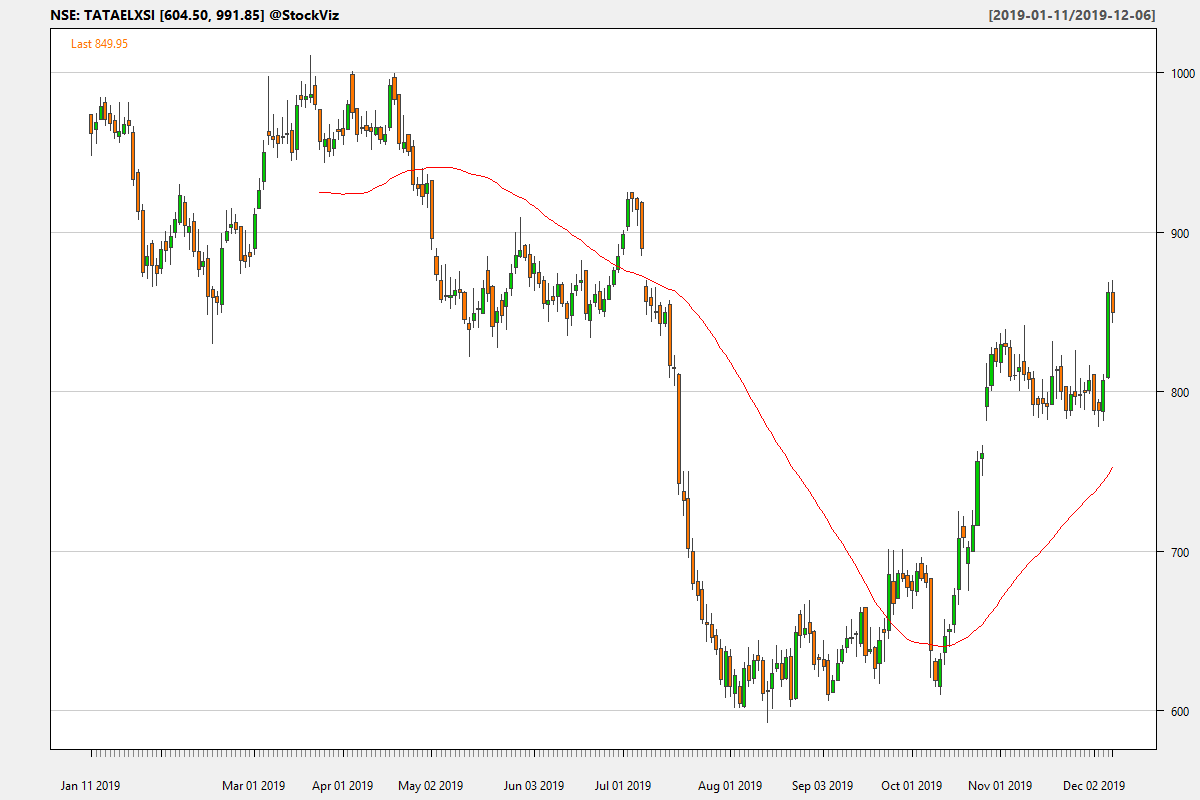 NSE: TATAELXSI [604.50, 991.85] @StockViz [2019-01-11/2019-12-06]
Last 849.95
1000
900
800
700
600
Jan 11 2019 Mar 01 2019 Apr 01 2019 May 02 2019 Jun 03 2019 Jul 01 2019 Aug 01 2019 Sep 03 2019 Oct 01 2019 Nov 01 2019 Dec 02 2019